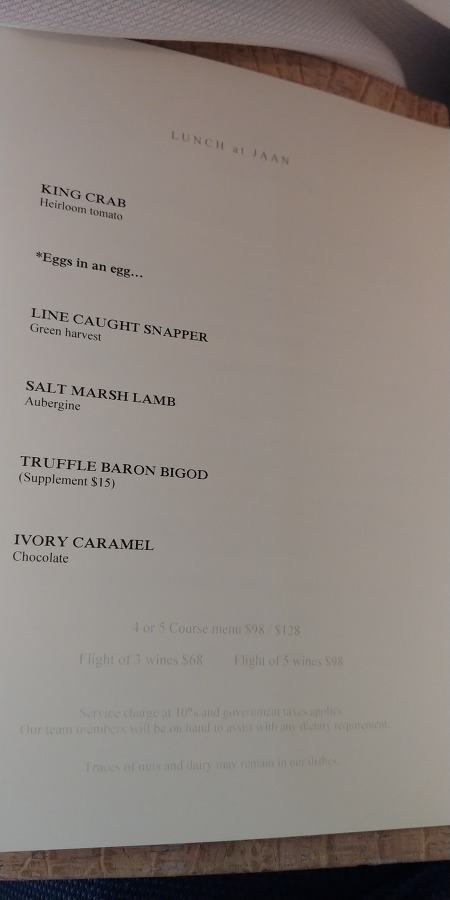 LUNCH at JAAN
KING CRAB
Heirloom tomato
*Eggs in an egg...
LINE CAUGHT SNAPPER
Green harvest
SALT MARSH LAMB
Aubergine
TRUFFLE BARON BIGOD
(Supplement $15)
IVORY CARAMEL
Chocolate
4 or 5 Course menu $98 / $128
Flight of 3 wines $68 Flight of 5 wines $98
Service charge at 10% and government taxes applies.
Our team members will be on hand to assist with any dietary requirement.
Traces of nuts and dairy may remain in our dishes.